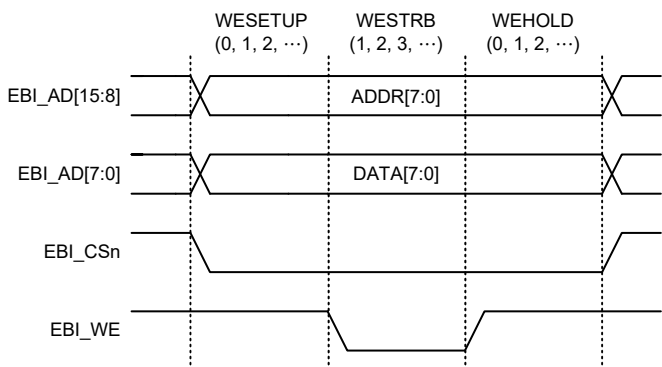 WESETUP WESTRB WEHOLD
(0, 1, 2, ⋯) (1, 2, 3, ⋯) (0, 1, 2, ⋯)
EBI_AD[15:8] ADDR[7:0]
EBI_AD[7:0] DATA[7:0]
EBI_CSn
EBI_WE